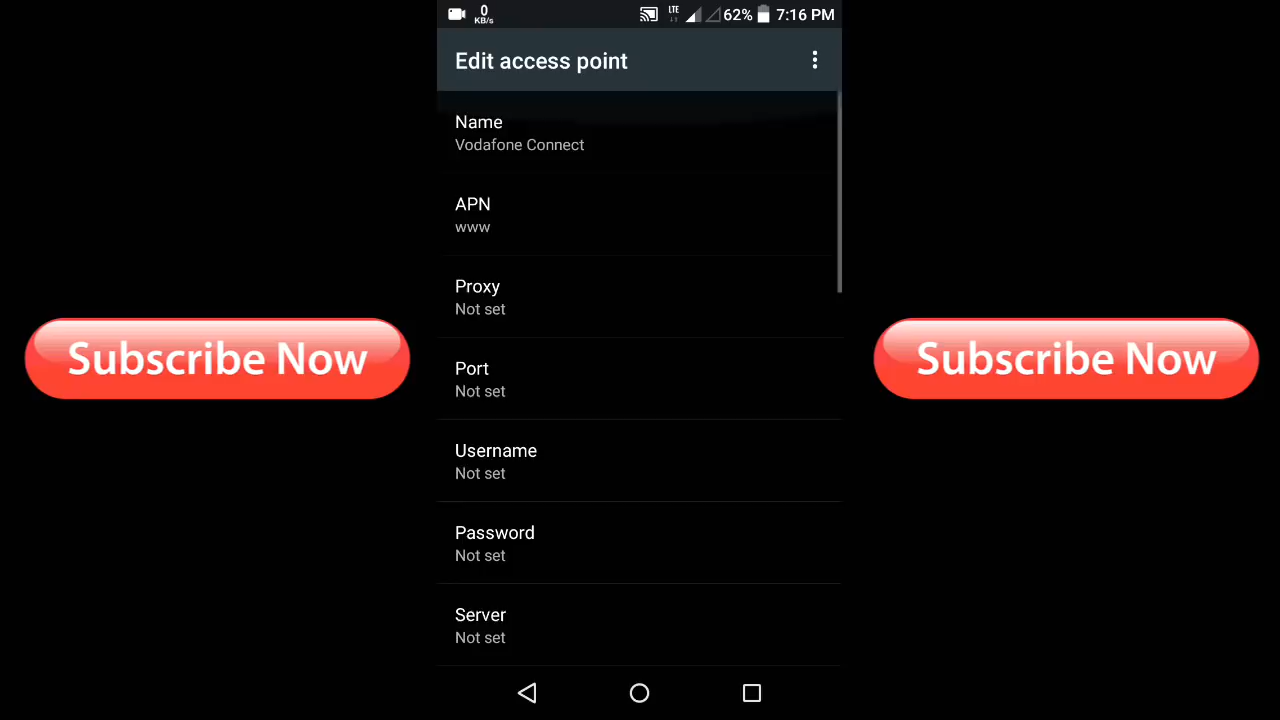 0
KB/s
LTE
62%
7:16 PM
Edit access point
Name
Vodafone Connect
APN
www
Proxy
Not set
Port
Not set
Subscribe Now
Subscribe Now
Username
Not set
Password
Not set
Server
Not set